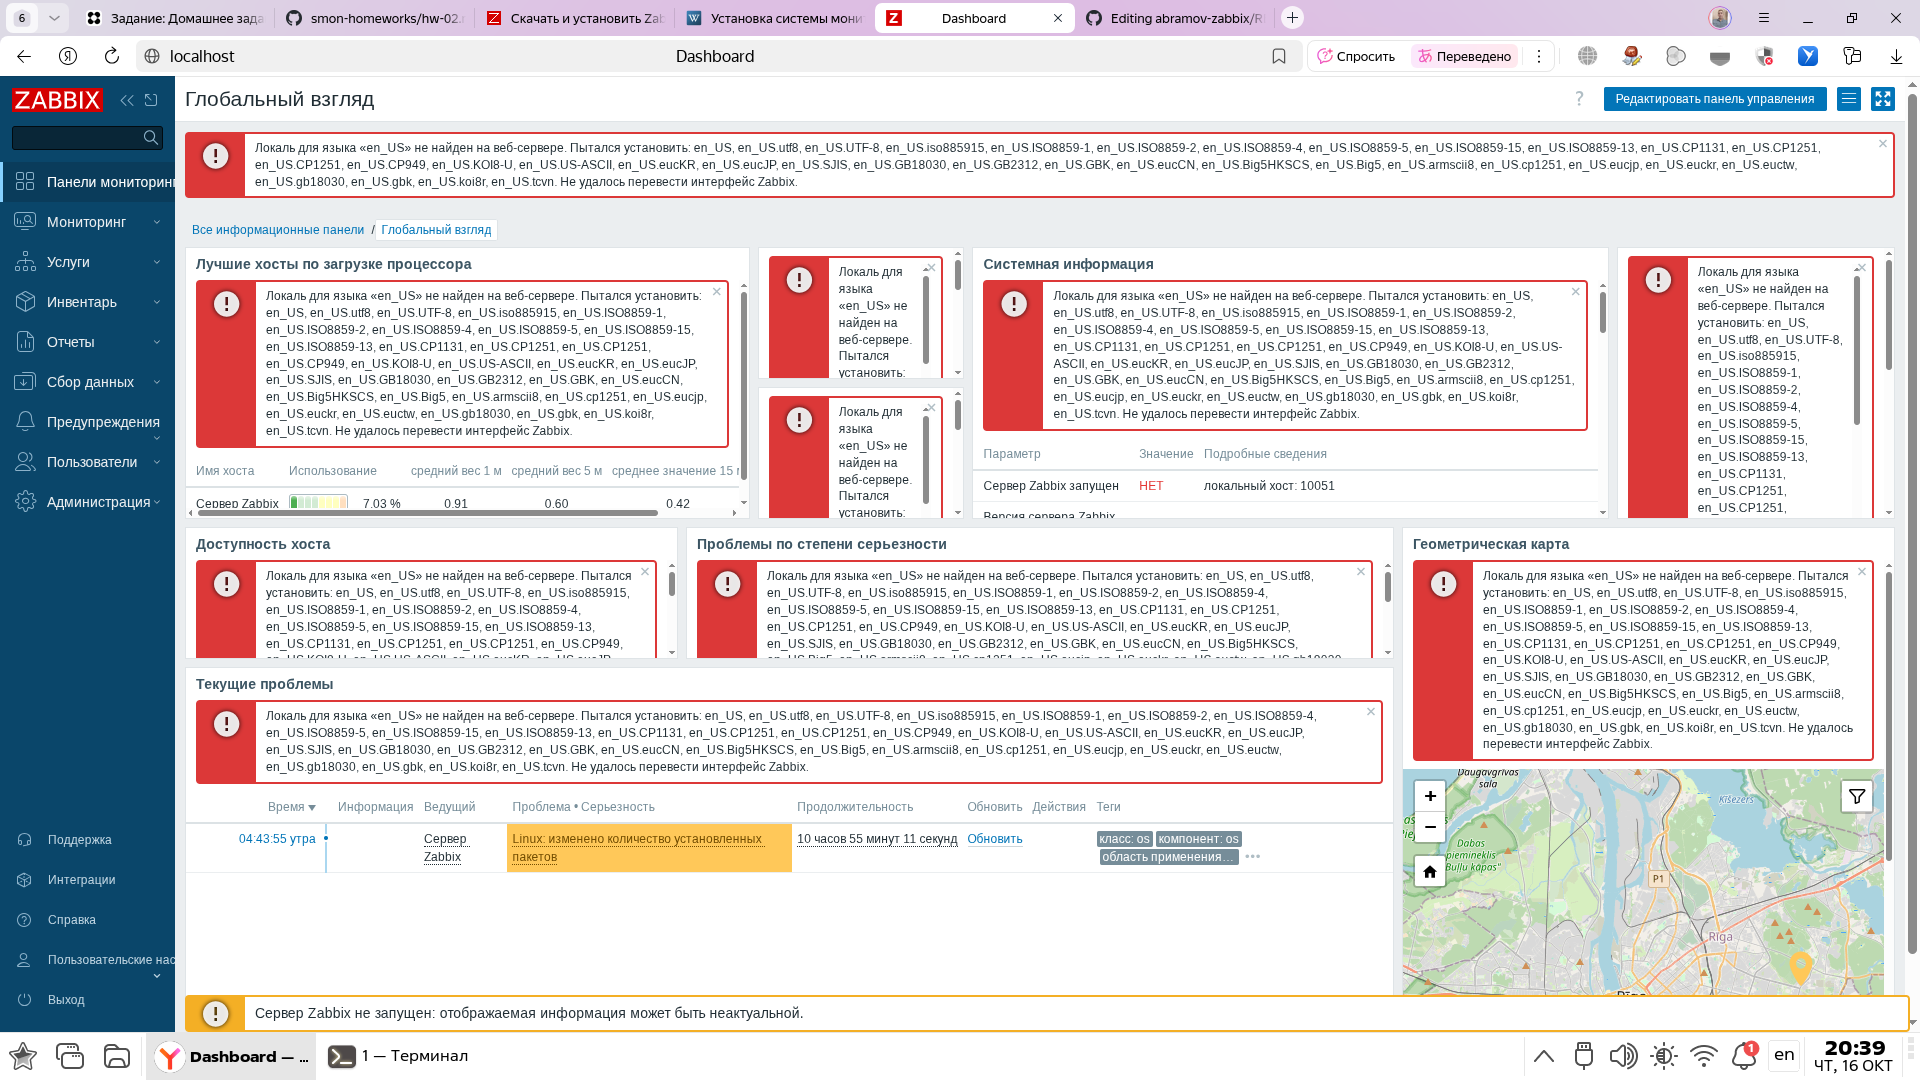 6
Задание: Домашнее зада
smon-homeworks/hw-02.
Скачать и установить Zab
Установка системы мони
Dashboard
Editing abramov-zabbix/R
localhost
Dashboard
Спросить
Переведено
ZABBIX
Глобальный взгляд
?
Редактировать панель управления
Панели мониторинг
Мониторинг
Услуги
Инвентарь
Отчеты
Сбор данных
Предупреждения
Пользователи
Администрация
Поддержка
Интеграции
Справка
Пользовательские нас
Выход
Локаль для языка «en_US» не найден на веб-сервере. Пытался установить: en_US, en_US.utf8, en_US.UTF-8, en_US.iso885915, en_US.ISO8859-1, en_US.ISO8859-2, en_US.ISO8859-4, en_US.ISO8859-5, en_US.ISO8859-15, en_US.ISO8859-13, en_US.CP1131, en_US.CP1251,
en_US.CP1251, en_US.CP949, en_US.KOI8-U, en_US.US-ASCII, en_US.eucKR, en_US.eucJP, en_US.SJIS, en_US.GB18030, en_US.GB2312, en_US.GBK, en_US.eucCN, en_US.Big5HKSCS, en_US.Big5, en_US.armscii8, en_US.cp1251, en_US.eucjp, en_US.euckr, en_US.euctw,
en_US.gb18030, en_US.gbk, en_US.koi8r, en_US.tcvn. Не удалось перевести интерфейс Zabbix.
Все информационные панели / Глобальный взгляд
Лучшие хосты по загрузке процессора
Локаль для языка «en_US» не найден на веб-сервере. Пытался установить:
en_US, en_US.utf8, en_US.UTF-8, en_US.iso885915, en_US.ISO8859-1,
en_US.ISO8859-2, en_US.ISO8859-4, en_US.ISO8859-5, en_US.ISO8859-15,
en_US.ISO8859-13, en_US.CP1131, en_US.CP1251, en_US.CP1251,
en_US.CP949, en_US.KOI8-U, en_US.US-ASCII, en_US.eucKR, en_US.eucJP,
en_US.SJIS, en_US.GB18030, en_US.GB2312, en_US.GBK, en_US.eucCN,
en_US.Big5HKSCS, en_US.Big5, en_US.armscii8, en_US.cp1251, en_US.eucjp,
en_US.euckr, en_US.euctw, en_US.gb18030, en_US.gbk, en_US.koi8r,
en_US.tcvn. Не удалось перевести интерфейс Zabbix.
Имя хоста Использование средний вес 1 м средний вес 5 м среднее значение 15 м
Сервер Zabbix 7.03 % 0.91 0.60 0.42
Локаль для
языка
«en_US» не
найден на
веб-сервере.
Пытался
установить:
Локаль для
языка
«en_US» не
найден на
веб-сервере.
Пытался
установить:
Системная информация
Локаль для языка «en_US» не найден на веб-сервере. Пытался установить: en_US,
en_US.utf8, en_US.UTF-8, en_US.iso885915, en_US.ISO8859-1, en_US.ISO8859-2,
en_US.ISO8859-4, en_US.ISO8859-5, en_US.ISO8859-15, en_US.ISO8859-13,
en_US.CP1131, en_US.CP1251, en_US.CP1251, en_US.CP949, en_US.KOI8-U, en_US.US-
ASCII, en_US.eucKR, en_US.eucJP, en_US.SJIS, en_US.GB18030, en_US.GB2312,
en_US.GBK, en_US.eucCN, en_US.Big5HKSCS, en_US.Big5, en_US.armscii8, en_US.cp1251,
en_US.eucjp, en_US.euckr, en_US.euctw, en_US.gb18030, en_US.gbk, en_US.koi8r,
en_US.tcvn. Не удалось перевести интерфейс Zabbix.
Параметр Значение Подробные сведения
Сервер Zabbix запущен НЕТ локальный хост: 10051
Версия сервера Zabbix
Локаль для языка
«en_US» не найден на
веб-сервере. Пытался
установить: en_US,
en_US.utf8, en_US.UTF-8,
en_US.iso885915,
en_US.ISO8859-1,
en_US.ISO8859-2,
en_US.ISO8859-4,
en_US.ISO8859-5,
en_US.ISO8859-15,
en_US.ISO8859-13,
en_US.CP1131,
en_US.CP1251,
en_US.CP1251,
Доступность хоста
Локаль для языка «en_US» не найден на веб-сервере. Пытался
установить: en_US, en_US.utf8, en_US.UTF-8, en_US.iso885915,
en_US.ISO8859-1, en_US.ISO8859-2, en_US.ISO8859-4,
en_US.ISO8859-5, en_US.ISO8859-15, en_US.ISO8859-13,
en_US.CP1131, en_US.CP1251, en_US.CP1251, en_US.CP949,
en_US.KOI8-U, en_US.US-ASCII, en_US.eucKR, en_US.eucJP,
Проблемы по степени серьезности
Локаль для языка «en_US» не найден на веб-сервере. Пытался установить: en_US, en_US.utf8,
en_US.UTF-8, en_US.iso885915, en_US.ISO8859-1, en_US.ISO8859-2, en_US.ISO8859-4,
en_US.ISO8859-5, en_US.ISO8859-15, en_US.ISO8859-13, en_US.CP1131, en_US.CP1251,
en_US.CP1251, en_US.CP949, en_US.KOI8-U, en_US.US-ASCII, en_US.eucKR, en_US.eucJP,
en_US.SJIS, en_US.GB18030, en_US.GB2312, en_US.GBK, en_US.eucCN, en_US.Big5HKSCS,
en_US.Big5, en_US.armscii8, en_US.cp1251, en_US.eucjp, en_US.euckr, en_US.euctw, en_US.gb18030,
Геометрическая карта
Локаль для языка «en_US» не найден на веб-сервере. Пытался
установить: en_US, en_US.utf8, en_US.UTF-8, en_US.iso885915,
en_US.ISO8859-1, en_US.ISO8859-2, en_US.ISO8859-4,
en_US.ISO8859-5, en_US.ISO8859-15, en_US.ISO8859-13,
en_US.CP1131, en_US.CP1251, en_US.CP1251, en_US.CP949,
en_US.KOI8-U, en_US.US-ASCII, en_US.eucKR, en_US.eucJP,
en_US.SJIS, en_US.GB18030, en_US.GB2312, en_US.GBK,
en_US.eucCN, en_US.Big5HKSCS, en_US.Big5, en_US.armscii8,
en_US.cp1251, en_US.eucjp, en_US.euckr, en_US.euctw,
en_US.gb18030, en_US.gbk, en_US.koi8r, en_US.tcvn. Не удалось
перевести интерфейс Zabbix.
Daugavgrīvas
sala
Ķīšezers
Dabas
piemineklis
"Buļļu kāpas"
P1
Rīga
Rīga
+
−
Текущие проблемы
Локаль для языка «en_US» не найден на веб-сервере. Пытался установить: en_US, en_US.utf8, en_US.UTF-8, en_US.iso885915, en_US.ISO8859-1, en_US.ISO8859-2, en_US.ISO8859-4,
en_US.ISO8859-5, en_US.ISO8859-15, en_US.ISO8859-13, en_US.CP1131, en_US.CP1251, en_US.CP1251, en_US.CP949, en_US.KOI8-U, en_US.US-ASCII, en_US.eucKR, en_US.eucJP,
en_US.SJIS, en_US.GB18030, en_US.GB2312, en_US.GBK, en_US.eucCN, en_US.Big5HKSCS, en_US.Big5, en_US.armscii8, en_US.cp1251, en_US.eucjp, en_US.euckr, en_US.euctw,
en_US.gb18030, en_US.gbk, en_US.koi8r, en_US.tcvn. Не удалось перевести интерфейс Zabbix.
Время Информация Ведущий Проблема • Серьезность Продолжительность Обновить Действия Теги
04:43:55 утра Сервер Zabbix Linux: изменено количество установленных 10 часов 55 минут 11 секунд Обновить класс: os компонент: os
пакетов область применения…
Сервер Zabbix не запущен: отображаемая информация может быть неактуальной.
Dashboard — ...
1 — Терминал
1
en
20:39
ЧТ, 16 ОКТ